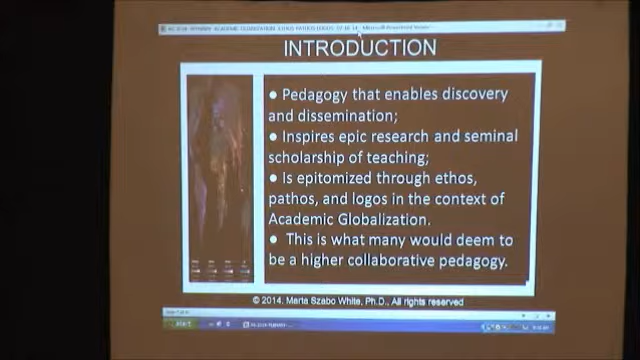 INTRODUCTION
● Pedagogy that enables discovery
and dissemination;
● Inspires epic research and seminal
scholarship of teaching;
● Is epitomized through ethos,
pathos, and logos in the context of
Academic Globalization.
● This is what many would deem to
be a higher collaborative pedagogy.
© 2014. Marta Szabo White, Ph.D., All rights reserved
start